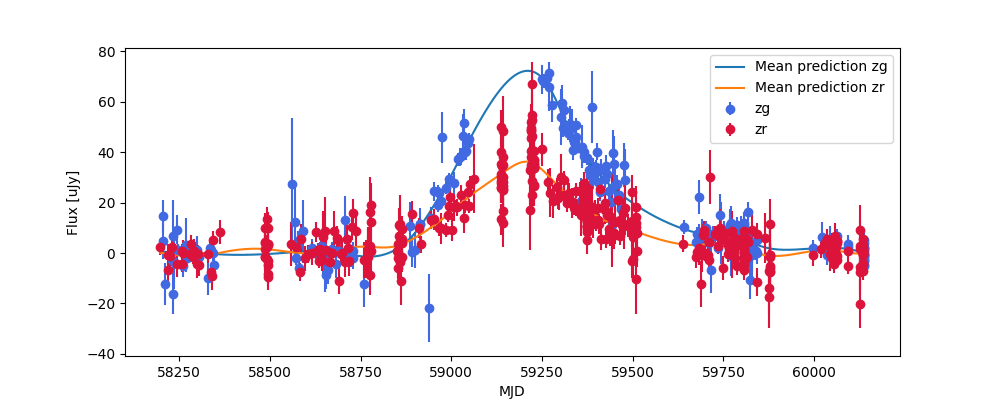 80
60
40
20
0
−20
−40
Flux [uJy]
58250
58500
58750
59000
59250
59500
59750
60000
MJD
Mean prediction zg
Mean prediction zr
zg
zr